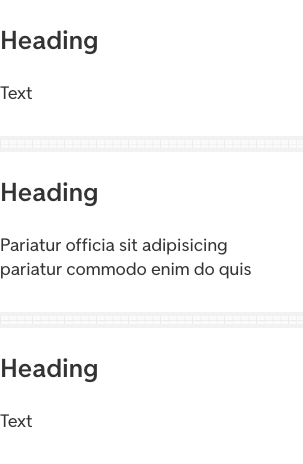 Heading
Text
Heading
Pariatur officia sit adipisicing
pariatur commodo enim do quis
Heading
Text